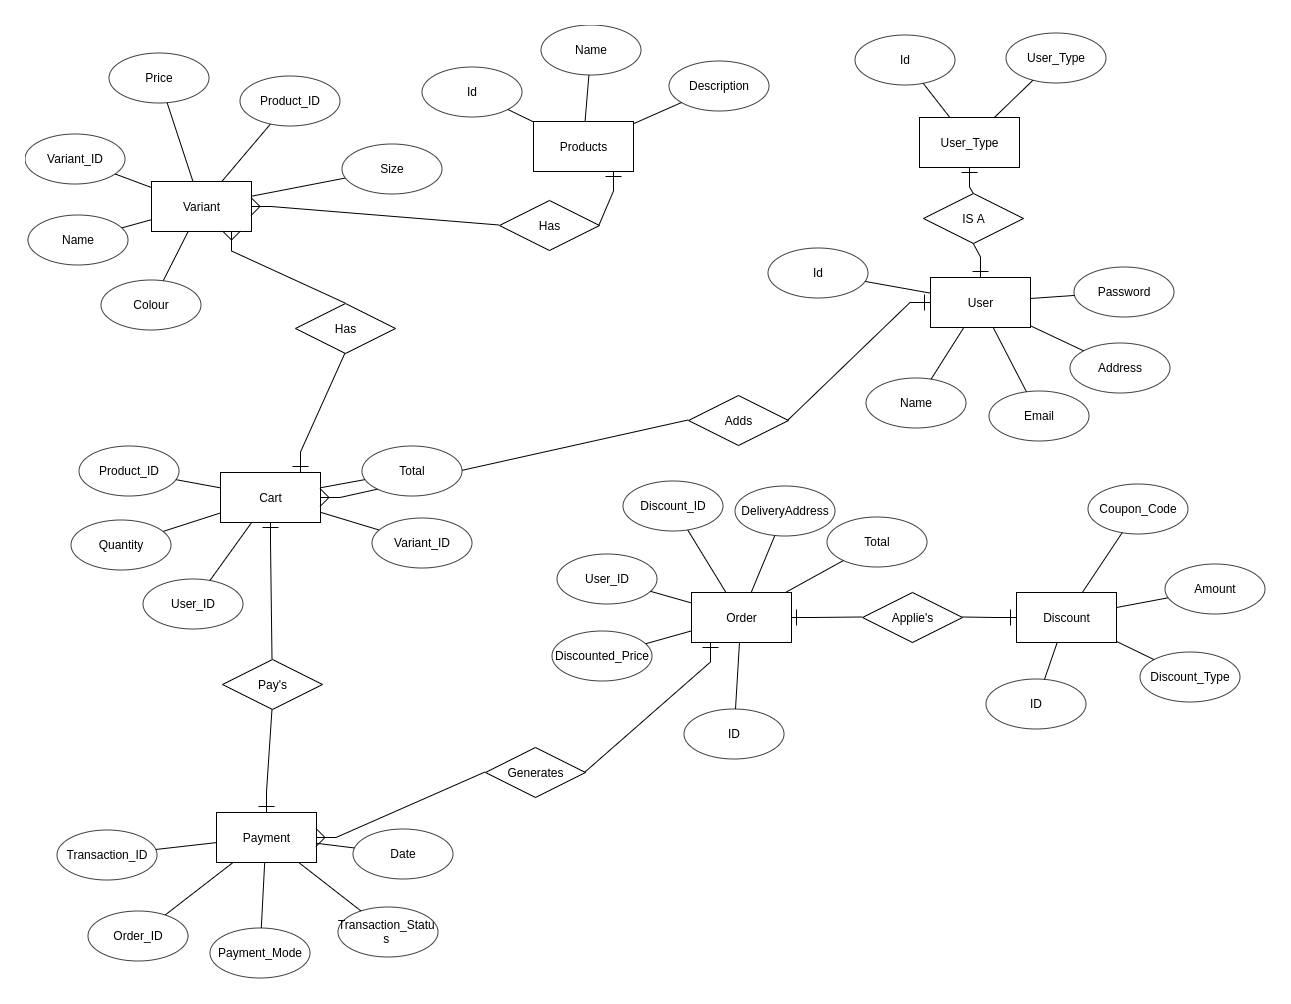 Name
Id
User_Type
Price
Id
Description
Product_ID
User_Type
Products
Variant_ID
Size
Variant
IS A
Has
Name
Id
Password
User
Colour
Has
Address
Name
Email
Adds
Product_ID
Total
Cart
Discount_ID
DeliveryAddress
Coupon_Code
Quantity
Variant_ID
Total
User_ID
Amount
User_ID
Order
Applie's
Discount
Discounted_Price
Discount_Type
Pay's
ID
ID
Generates
Payment
Transaction_ID
Date
Order_ID
Transaction_Statu
s
Payment_Mode